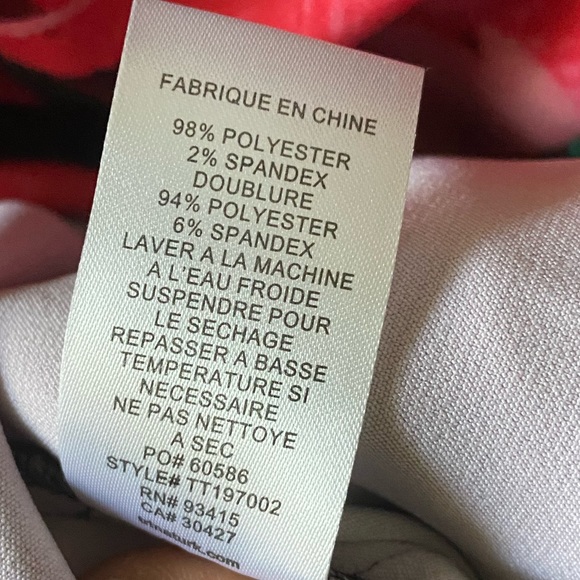 FABRIQUE EN CHINE
98% POLYESTER
2% SPANDEX
DOUBLURE
94% POLYESTER
6% SPANDEX
LAVER A LA MACHINE
A L'EAU FROIDE
SUSPENDRE POUR
LE SECHAGE
REPASSER A BASSE
TEMPERATURE SI
NECESSAIRE
NE PAS NETTOYE
A SEC
PO# 60586
STYLE# TT197002
RN# 93415
CA# 30427